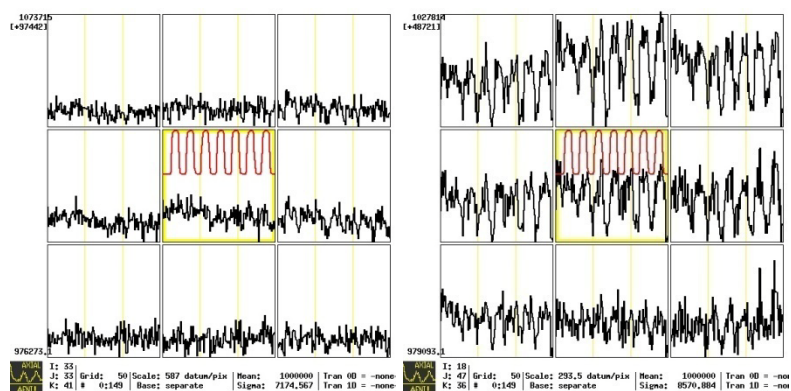 1073715
[+97442]
976273.1
AXIAL
I: 33
J: 33 Grid: 50 Scale: 587 datum/pix Mean: 1000000 Tran 0D = -none-
K: 41 # 0:149 Base: separate Sigma: 7174.567 Tran 1D = -none-
1027814
[+48721]
979093.1
AXIAL
I: 18
J: 47 Grid: 50 Scale: 293.5 datum/pix Mean: 1000000 Tran 0D = -none
K: 36 # 0:149 Base: separate Sigma: 8570.884 Tran 1D = -none